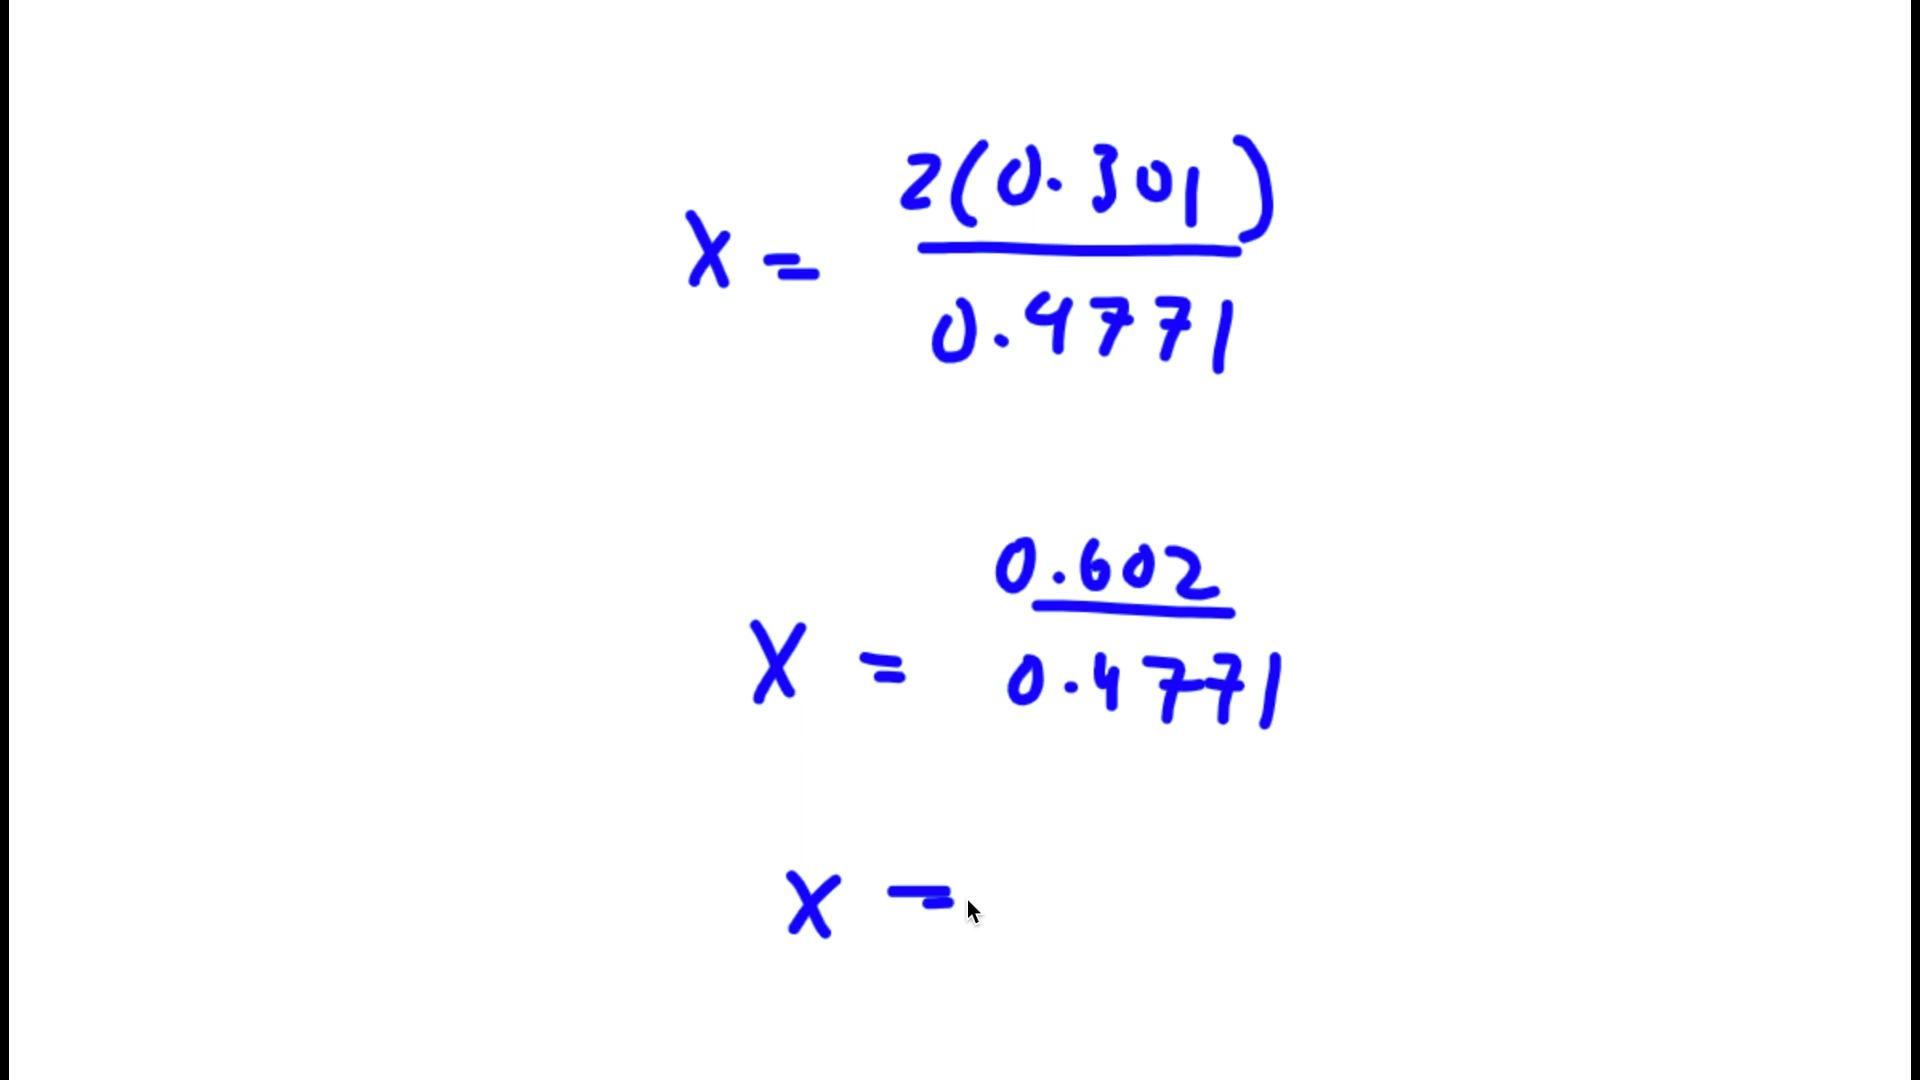 x = 2(0.301) / 0.4771
x = 0.602 / 0.4771
x =